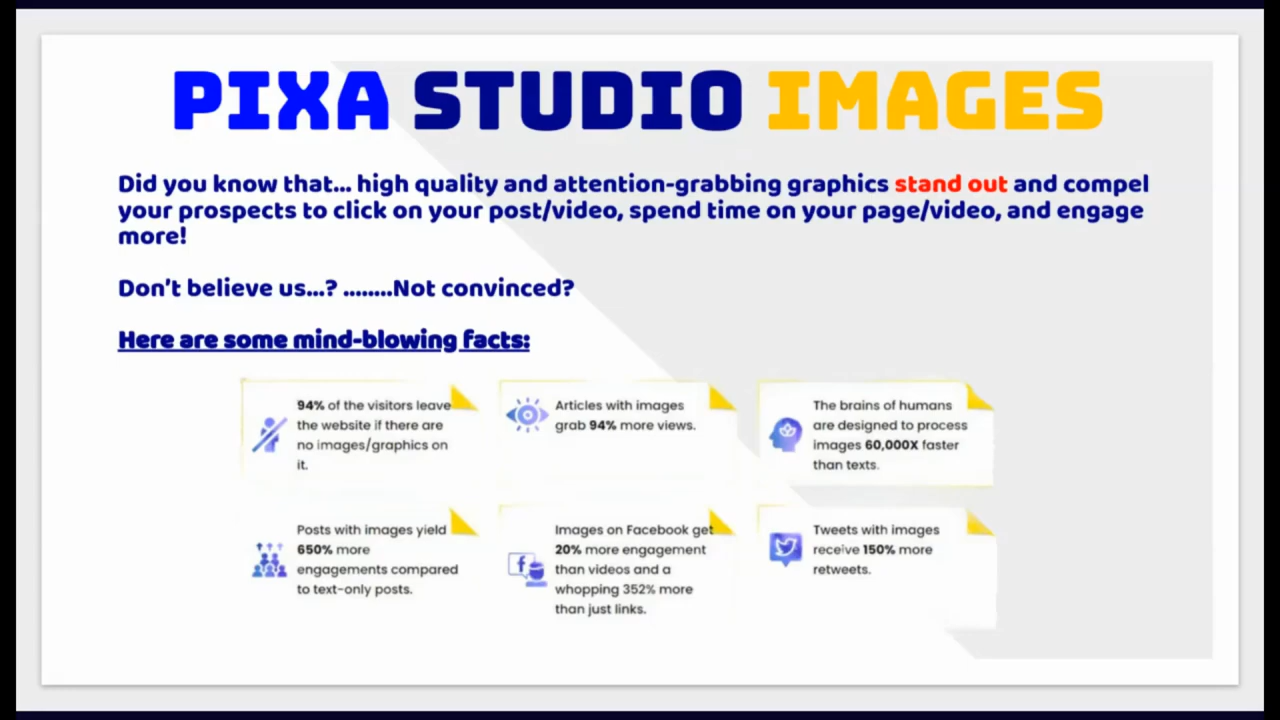 PIXA STUDIO IMAGES
Did you know that... high quality and attention-grabbing graphics stand out and compel
your prospects to click on your post/video, spend time on your page/video, and engage
more!
Don't believe us...? ........Not convinced?
Here are some mind-blowing facts:
94% of the visitors leave
the website if there are
no images/graphics on
it.
Articles with images
grab 94% more views.
The brains of humans
are designed to process
images 60,000X faster
than texts.
Posts with images yield
650% more
engagements compared
to text-only posts.
Images on Facebook get
20% more engagement
than videos and a
whopping 352% more
than just links.
Tweets with images
receive 150% more
retweets.